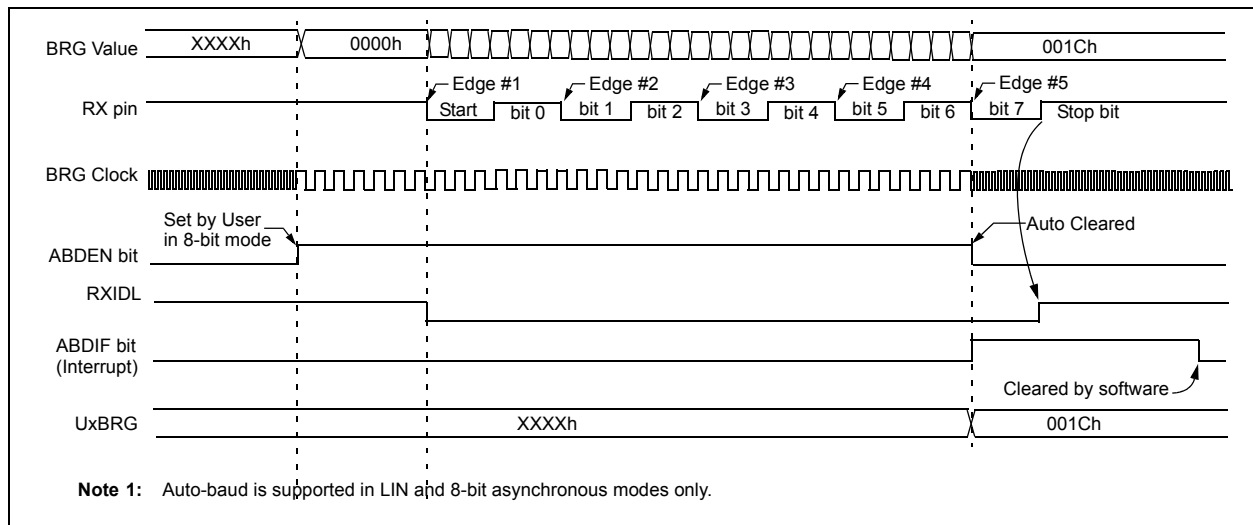 BRG Value XXXXh 0000h 001Ch
Edge #1 Edge #2 Edge #3 Edge #4 Edge #5
RX pin Start bit 0 bit 1 bit 2 bit 3 bit 4 bit 5 bit 6 bit 7 Stop bit
BRG Clock
Set by User
in 8-bit mode
Auto Cleared
ABDEN bit
RXIDL
ABDIF bit
(Interrupt)
Cleared by software
UxBRG XXXXh 001Ch
Note 1: Auto-baud is supported in LIN and 8-bit asynchronous modes only.